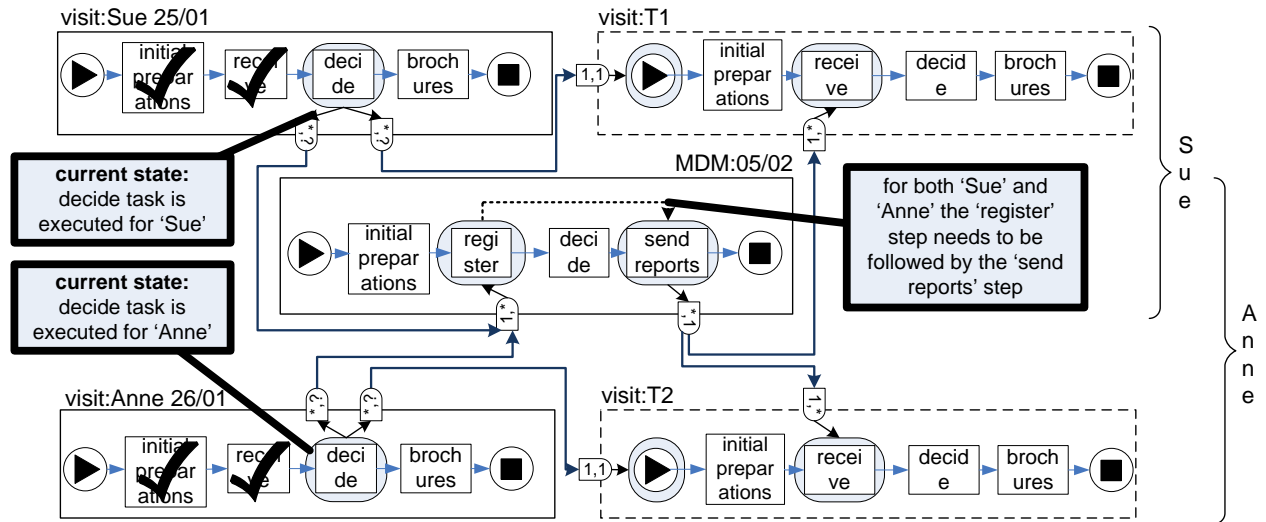 visit:Sue 25/01
initial
prepar
ations
recei
ve
deci
de
broch
ures
?,*
?,*
visit:T1
1,1
initial
prepar
ations
recei
ve
decid
e
broch
ures
1,*
S
u
e
current state:
decide task is
executed for ‘Sue’
MDM:05/02
initial
prepar
ations
regi
ster
deci
de
send
reports
1,*
*,1
for both ‘Sue’ and
‘Anne’ the ‘register’
step needs to be
followed by the ‘send
reports’ step
A
n
n
e
current state:
decide task is
executed for ‘Anne’
visit:Anne 26/01
initial
prepar
ations
recei
ve
deci
de
broch
ures
*,?
*,?
visit:T2
1,1
initial
prepar
ations
recei
ve
decid
e
broch
ures
1,*